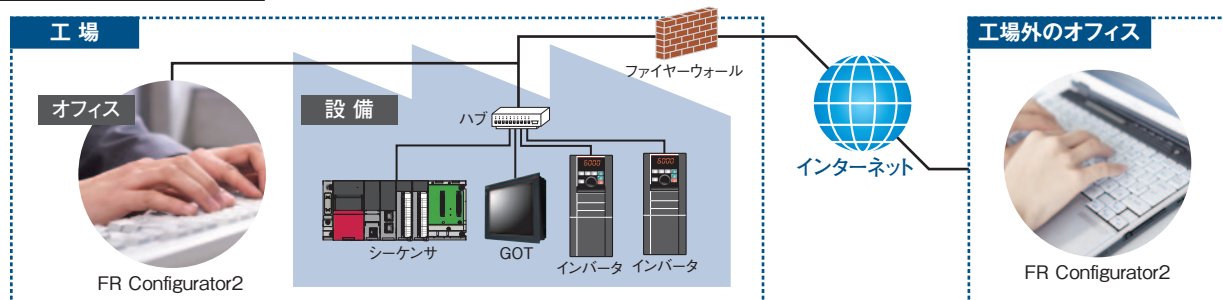 工場
工場外のオフィス
ファイヤーウォール
オフィス
設備
ハブ
インターネット
6000
6000
シーケンサ
GOT
インバータ
インバータ
FR Configurator2
FR Configurator2